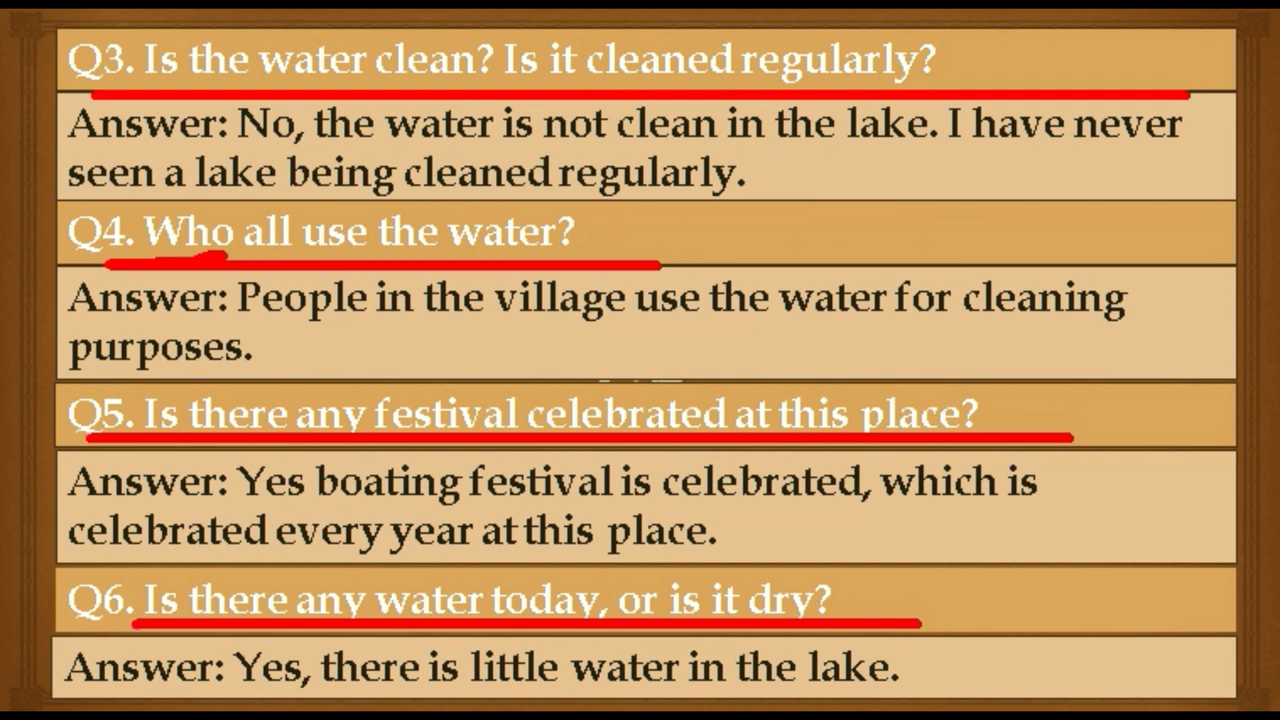 Q3. Is the water clean? Is it cleaned regularly?
Answer: No, the water is not clean in the lake. I have never
seen a lake being cleaned regularly.
Q4. Who all use the water?
Answer: People in the village use the water for cleaning
purposes.
Q5. Is there any festival celebrated at this place?
Answer: Yes boating festival is celebrated, which is
celebrated every year at this place.
Q6. Is there any water today, or is it dry?
Answer: Yes, there is little water in the lake.